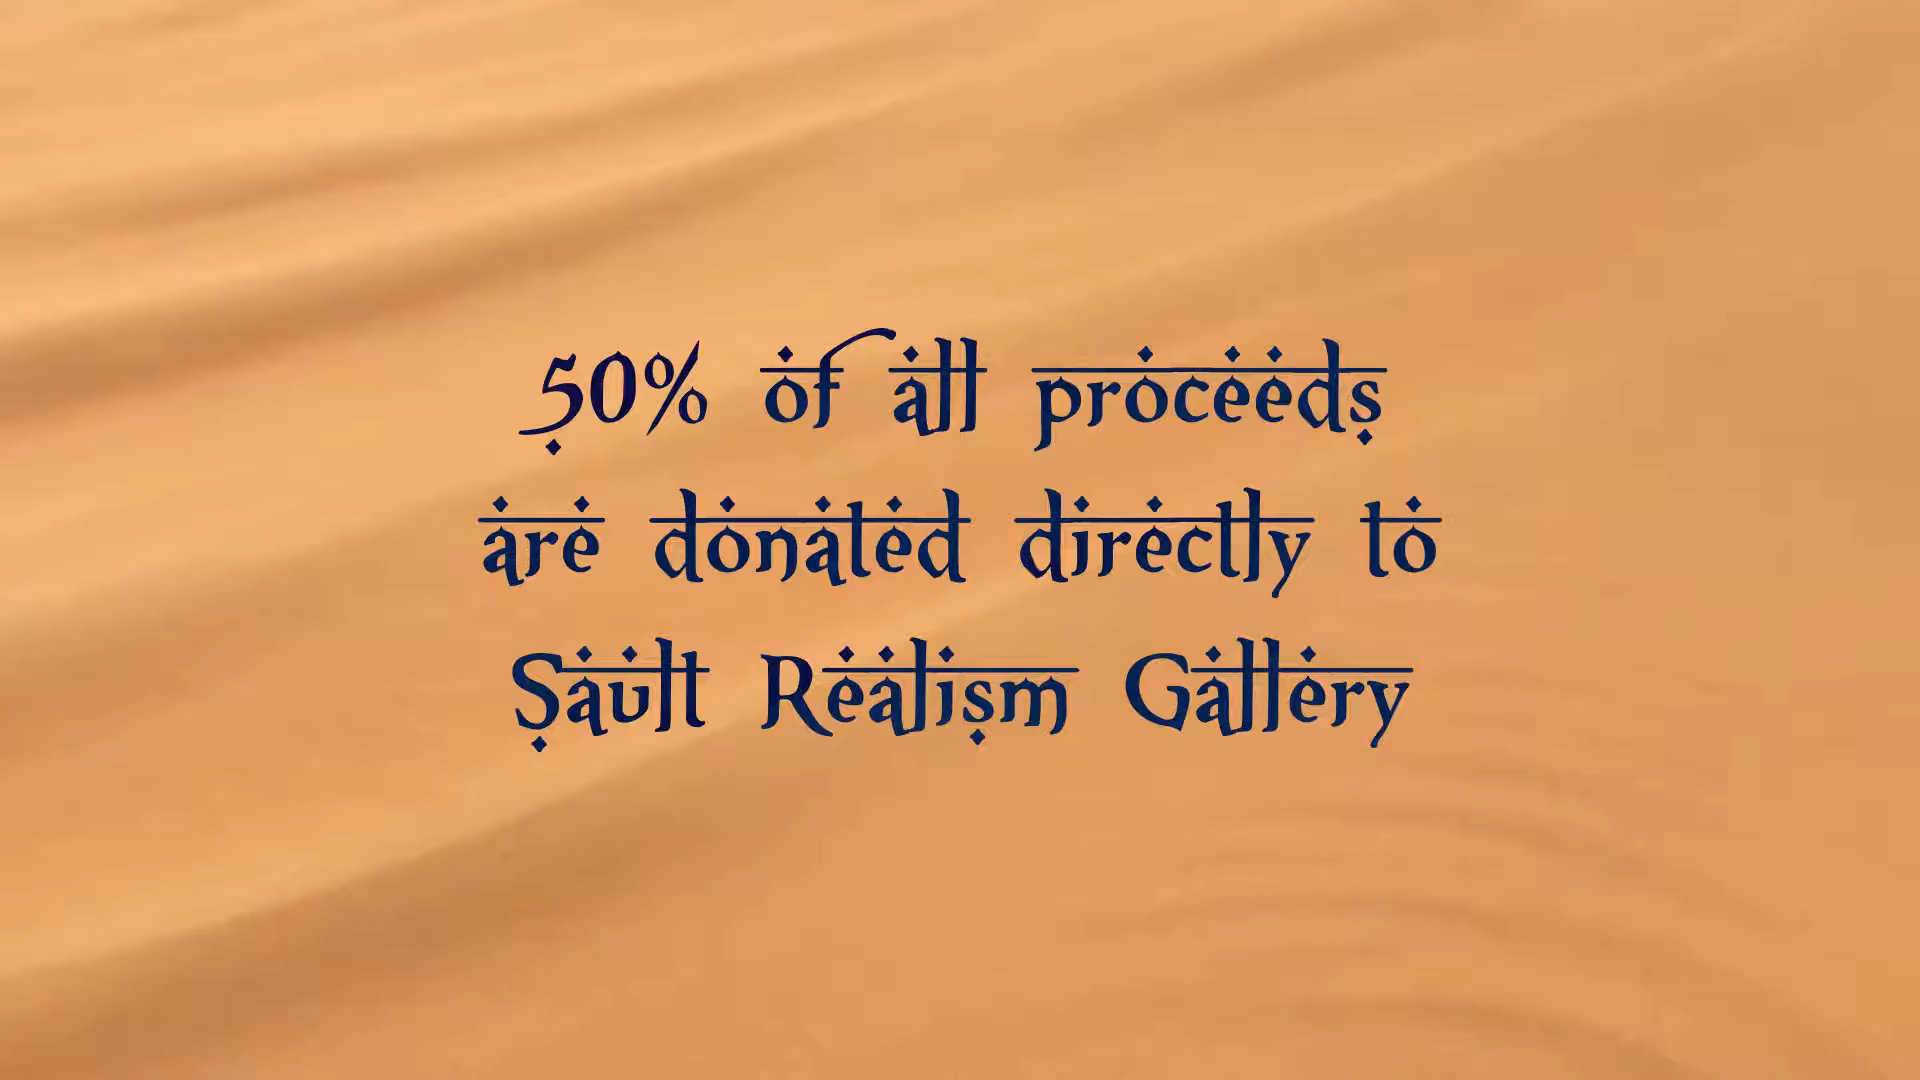 50% of all proceeds
are donated directly to
Sault Realism Gallery